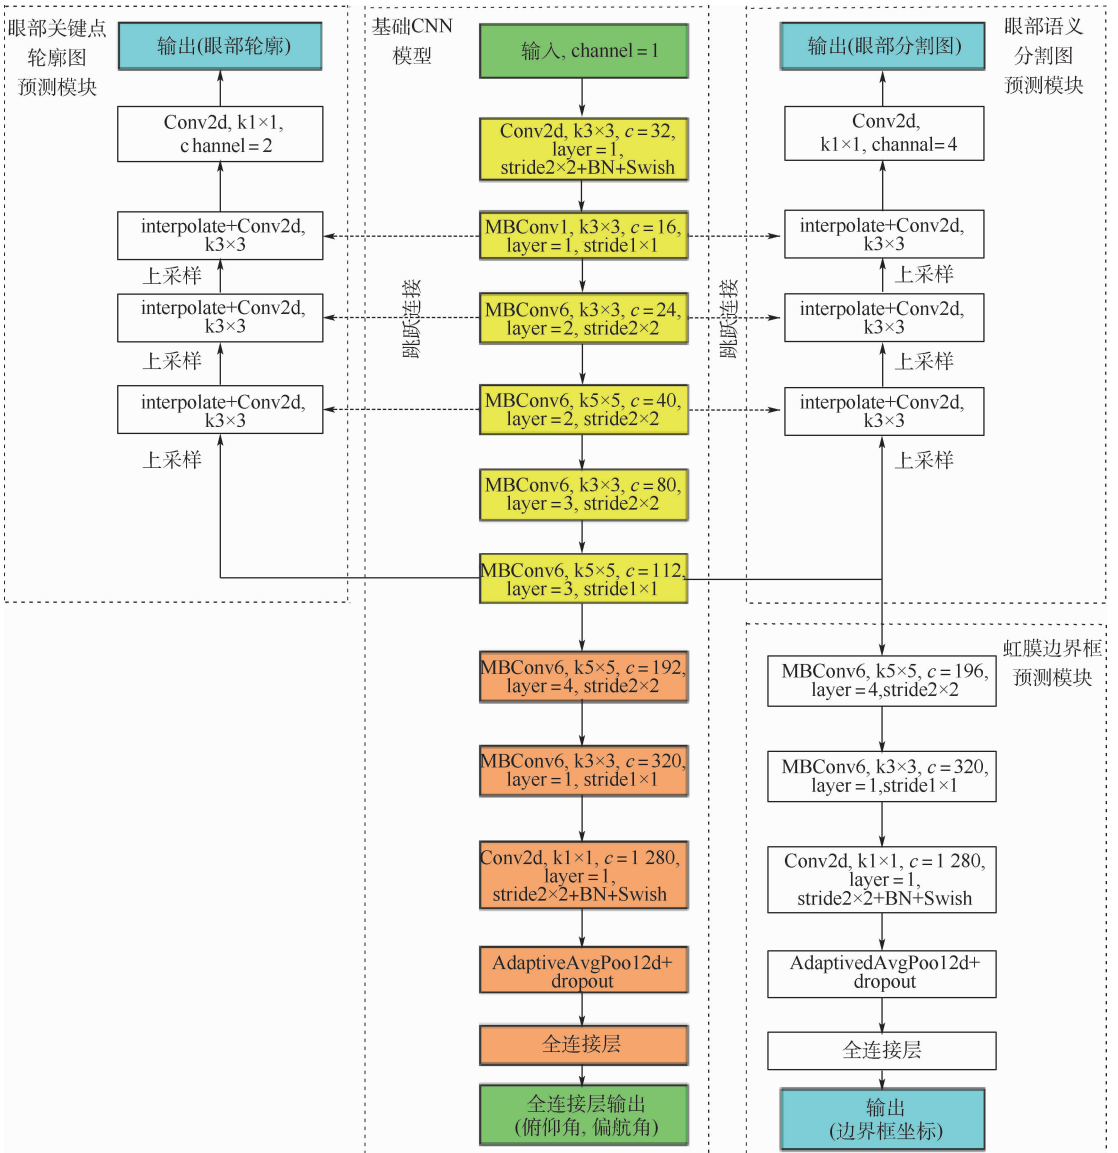 眼部关键点
轮廓图
预测模块
输出(眼部轮廓)
Conv2d, k1×1,
c hannel=2
interpolate+Conv2d,
k3×3
上采样
interpolate+Conv2d,
k3×3
上采样
interpolate+Conv2d,
k3×3
上采样
基础CNN
模型
输入, channel=1
Conv2d, k3×3, c=32,
layer=1,
stride2×2+BN+Swish
MBConv1, k3×3, c=16,
layer=1, stride1×1
MBConv6, k3×3, c=24,
layer=2, stride2×2
MBConv6, k5×5, c=40,
layer=2, stride2×2
MBConv6, k3×3, c=80,
layer=3, stride2×2
MBConv6, k5×5, c=112,
layer=3, stride1×1
MBConv6, k5×5, c=192,
layer=4, stride2×2
MBConv6, k3×3, c=320,
layer=1, stride1×1
Conv2d, k1×1, c=1 280,
layer=1,
stride2×2+BN+Swish
AdaptiveAvgPoo12d+
dropout
全连接层
全连接层输出
(俯仰角, 偏航角)
跳跃连接
跳跃连接
眼部语义
分割图
预测模块
输出(眼部分割图)
Conv2d,
k1×1, channal=4
interpolate+Conv2d,
k3×3
上采样
interpolate+Conv2d,
k3×3
上采样
interpolate+Conv2d,
k3×3
上采样
虹膜边界框
预测模块
MBConv6, k5×5, c=196,
layer=4,stride2×2
MBConv6, k3×3, c=320,
layer=1,stride1×1
Conv2d, k1×1, c=1 280,
layer=1,
stride2×2+BN+Swish
AdaptivedAvgPoo12d+
dropout
全连接层
输出
(边界框坐标)